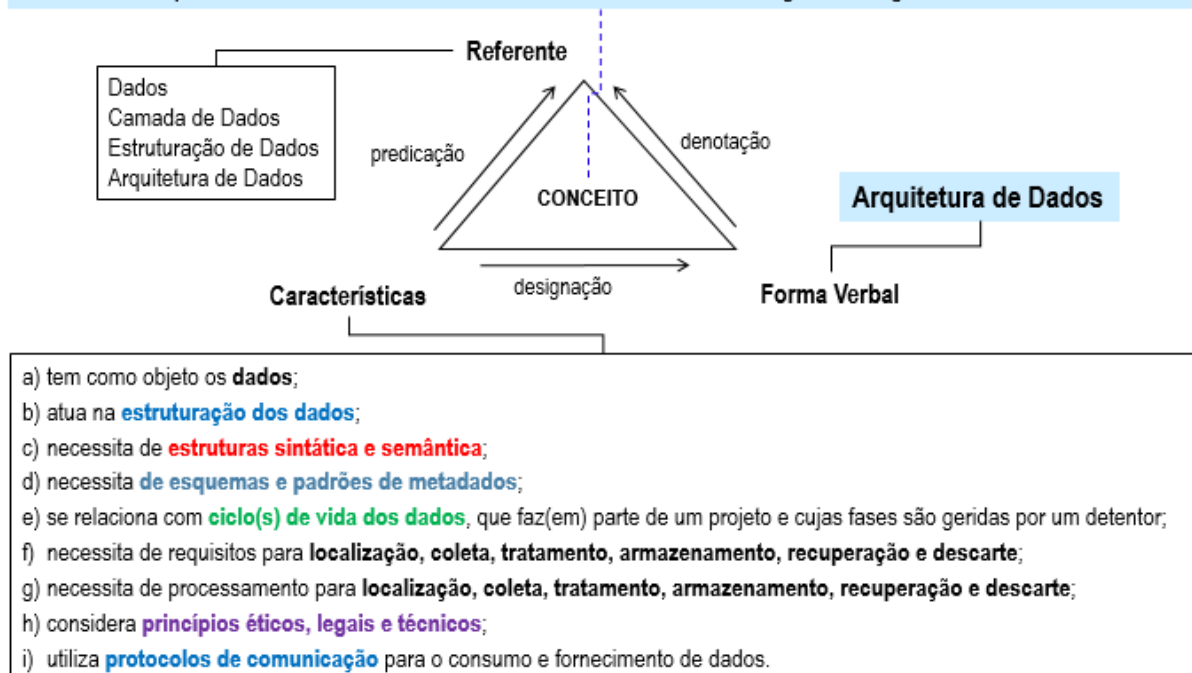 Referente
Dados
Camada de Dados
Estruturação de Dados
Arquitetura de Dados
predicação
denotação
CONCEITO
Arquitetura de Dados
designação
Características
Forma Verbal
a) tem como objeto os dados;
b) atua na estruturação dos dados;
c) necessita de estruturas sintática e semântica;
d) necessita de esquemas e padrões de metadados;
e) se relaciona com ciclo(s) de vida dos dados, que faz(em) parte de um projeto e cujas fases são geridas por um detentor;
f) necessita de requisitos para localização, coleta, tratamento, armazenamento, recuperação e descarte;
g) necessita de processamento para localização, coleta, tratamento, armazenamento, recuperação e descarte;
h) considera princípios éticos, legais e técnicos;
i) utiliza protocolos de comunicação para o consumo e fornecimento de dados.